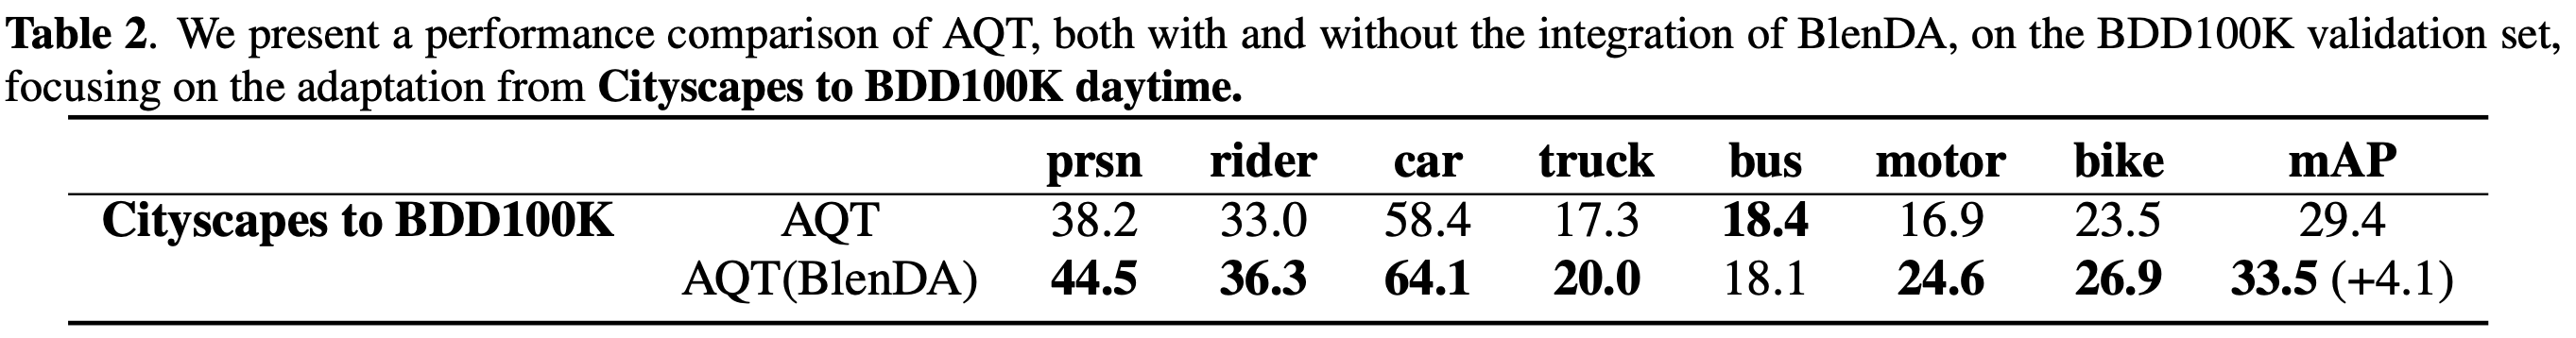 Table 2. We present a performance comparison of AQT, both with and without the integration of BlenDA, on the BDD100K validation set,
focusing on the adaptation from Cityscapes to BDD100K daytime.
prsn rider car truck bus motor bike mAP
Cityscapes to BDD100K AQT 38.2 33.0 58.4 17.3 18.4 16.9 23.5 29.4
AQT(BlenDA) 44.5 36.3 64.1 20.0 18.1 24.6 26.9 33.5 (+4.1)